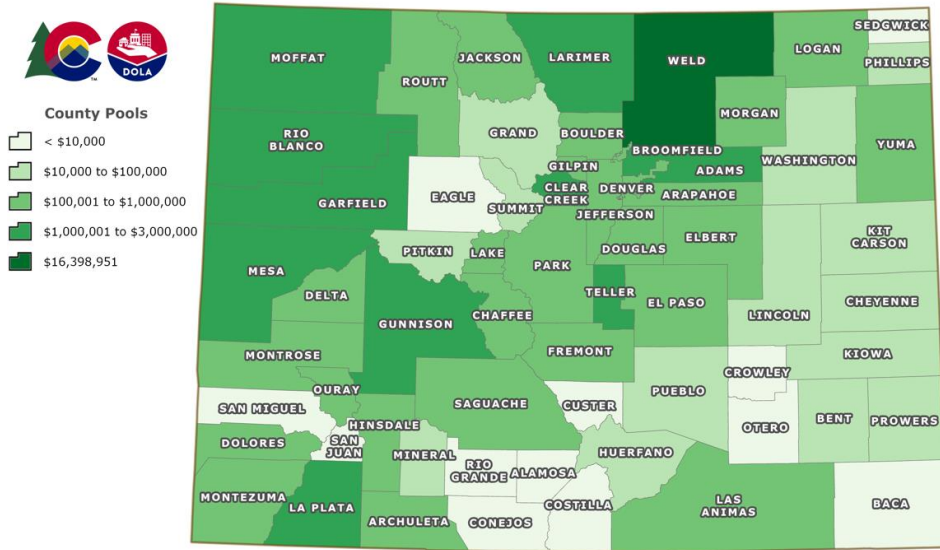 C
TM
DOLA
County Pools
< $10,000
$10,000 to $100,000
$100,001 to $1,000,000
$1,000,001 to $3,000,000
$16,398,951
SEDGWICK
LOGAN
PHILLIPS
MOFFAT
JACKSON
LARIMER
WELD
ROUTT
MORGAN
RIO
BLANCO
GRAND
BOULDER
BROOMFIELD
YUMA
WASHINGTON
GILPIN
ADAMS
EAGLE
CLEAR
CREEK
DENVER
ARAPAHOE
GARFIELD
SUMMIT
JEFFERSON
KIT
CARSON
PITKIN
LAKE
DOUGLAS
ELBERT
MESA
PARK
DELTA
TELLER
EL PASO
CHEYENNE
GUNNISON
CHAFFEE
LINCOLN
MONTROSE
FREMONT
KIOWA
CROWLEY
OURAY
PUEBLO
SAN MIGUEL
SAGUACHE
CUSTER
BENT
PROWERS
HINSDALE
OTERO
DOLORES
SAN
JUAN
MINERAL
HUERFANO
RIO
GRANDE
ALAMOSA
MONTEZUMA
LA PLATA
COSTILLA
LAS
ANIMAS
BACA
ARCHULETA
CONEJOS